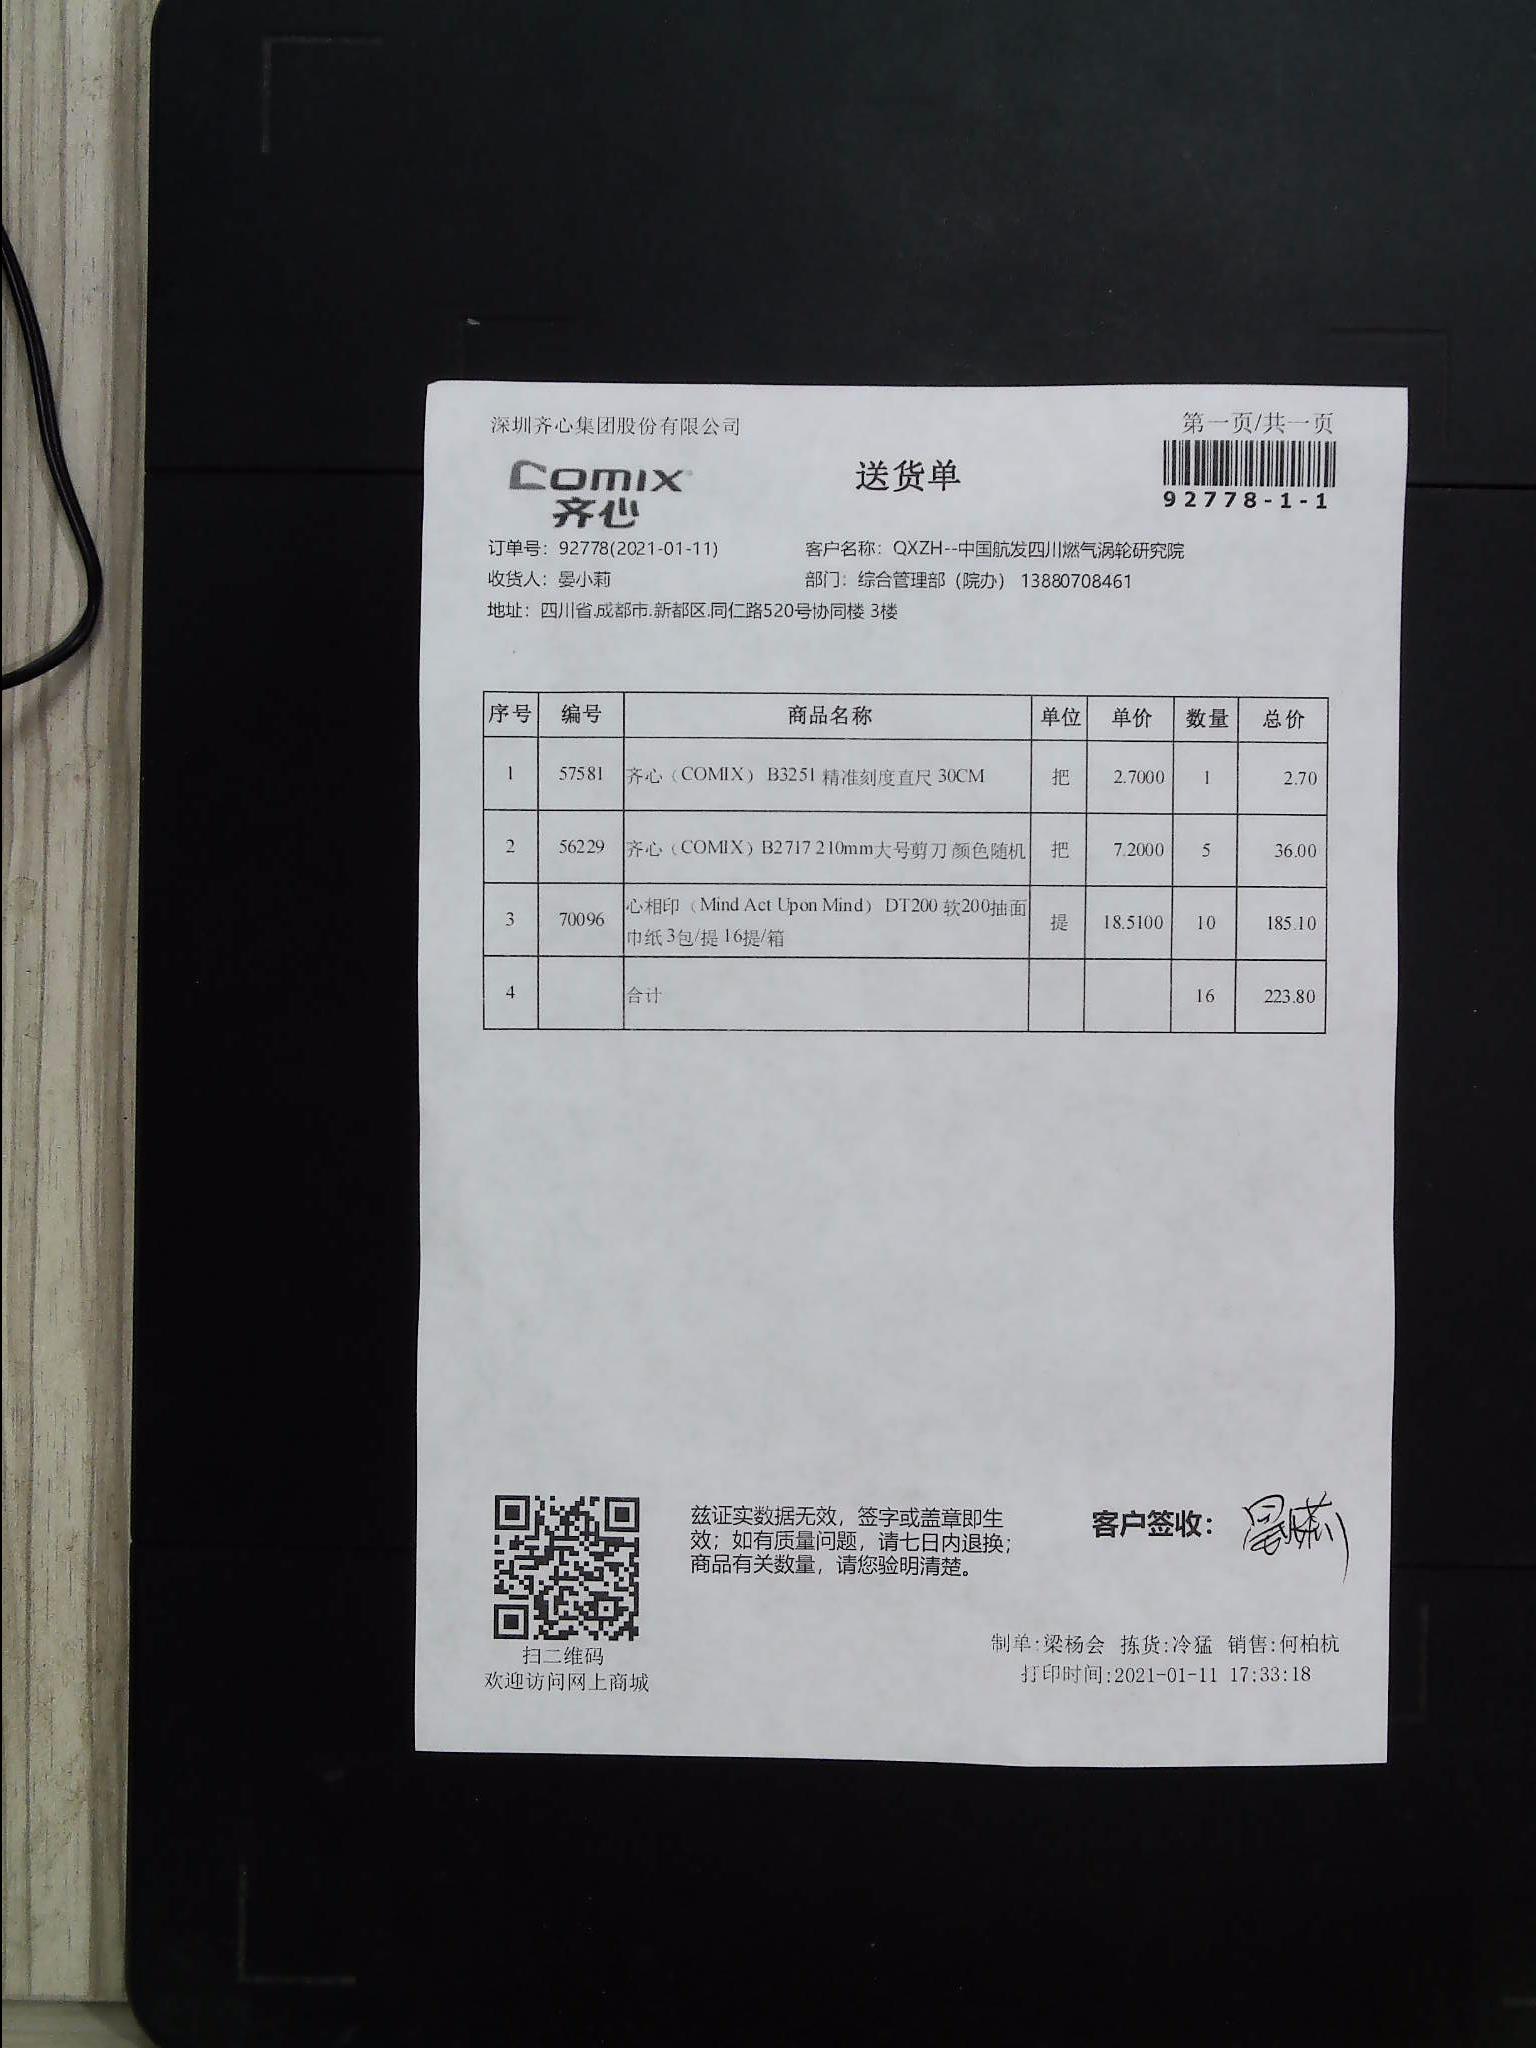 深圳齐心集团股份有限公司
第一页/共一页
COMIX
齐心
送货单
92778-1-1
订单号：92778(2021-01-11)
客户名称：QXZH--中国航发四川燃气涡轮研究院
收货人：晏小莉
部门：综合管理部（院办） 13880708461
地址：四川省.成都市.新都区.同仁路520号协同楼 3楼
序号 编号 商品名称 单位 单价 数量 总价
1 57581 齐心（COMIX） B3251 精准刻度直尺 30CM 把 2.7000 1 2.70
2 56229 齐心（COMIX）B2717 210mm大号剪刀 颜色随机 把 7.2000 5 36.00
3 70096 心相印（Mind Act Upon Mind） DT200 软200抽面巾纸 3包/提 16提/箱 提 18.5100 10 185.10
4 合计 16 223.80
兹证实数据无效，签字或盖章即生
效；如有质量问题，请七日内退换；
商品有关数量，请您验明清楚。
客户签收：
扫二维码
欢迎访问网上商城
制单:梁杨会 拣货:冷猛 销售:何柏杭
打印时间:2021-01-11 17:33:18